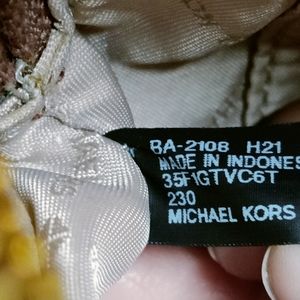 BA-2108 H21
MADE IN INDONES
35F1GTVC6T
230
MICHAEL KORS